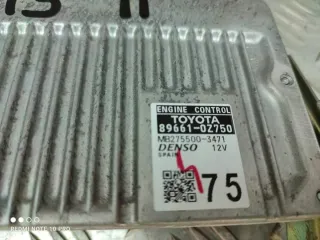 ENGINE CONTROL
TOYOTA
89661-0Z750
MB275500-3471
DENSO 12V
SPAIN
75
REDMI NOTE 10 PRO